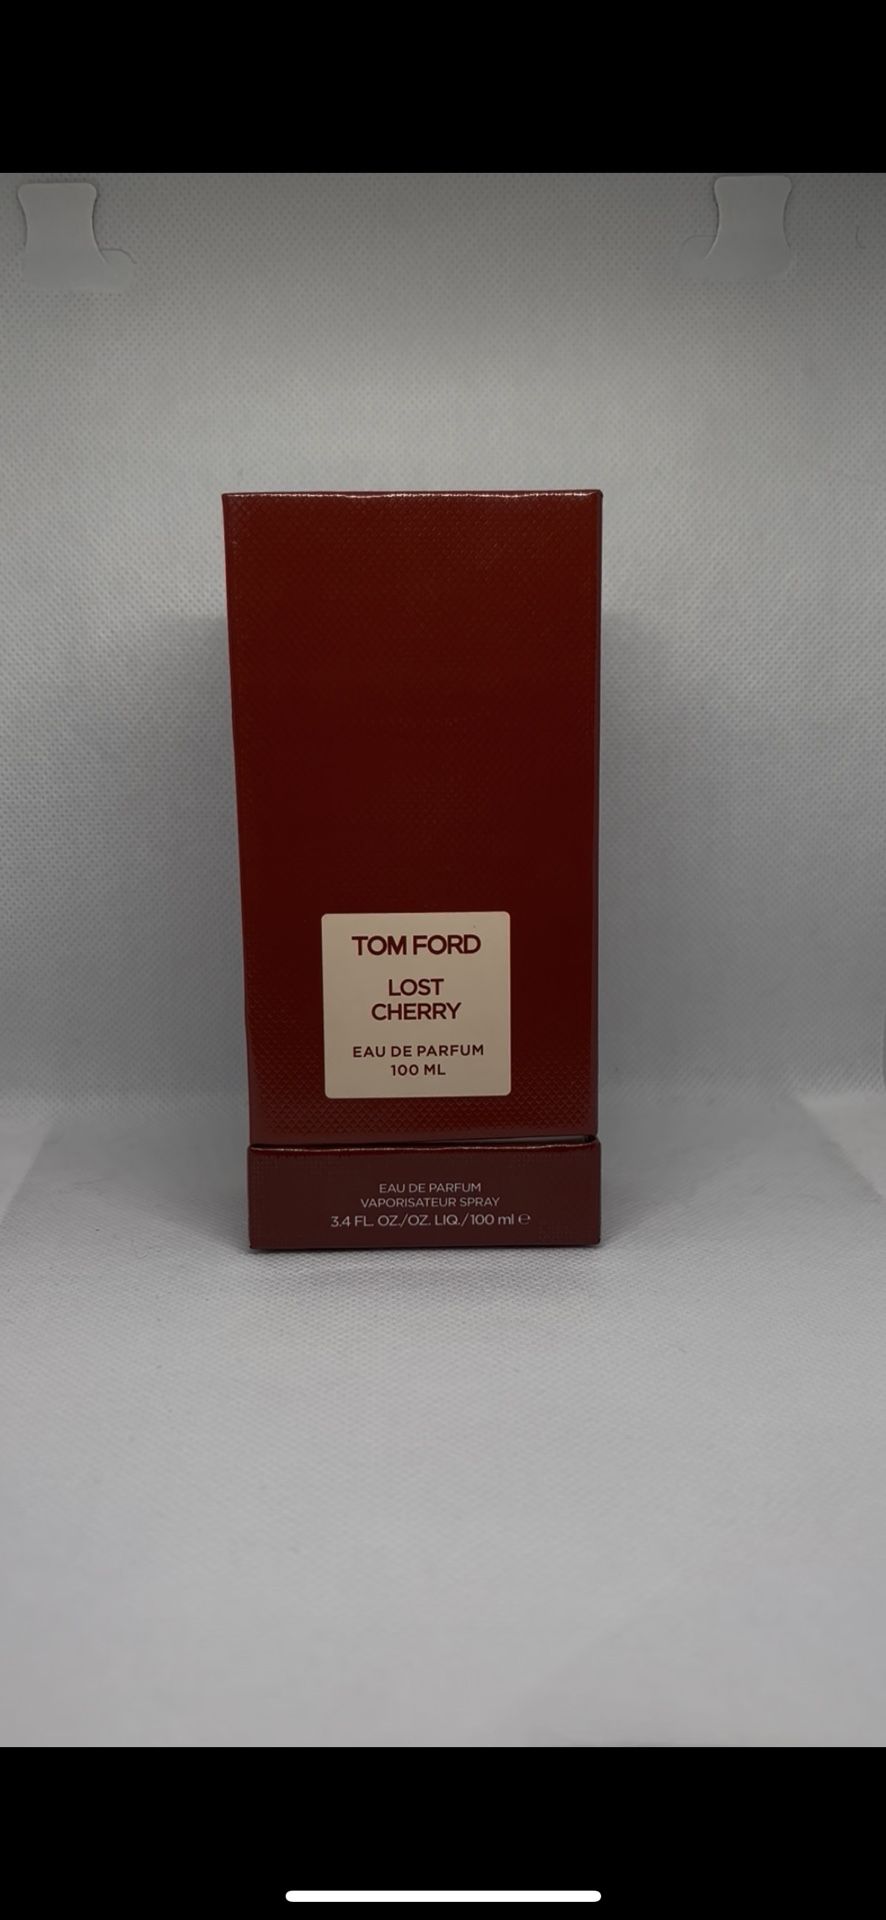 TOM FORD
LOST
CHERRY
EAU DE PARFUM
100 ML
EAU DE PARFUM
VAPORISATEUR SPRAY
3.4 FL. OZ./OZ. LIQ./100 ml ℮